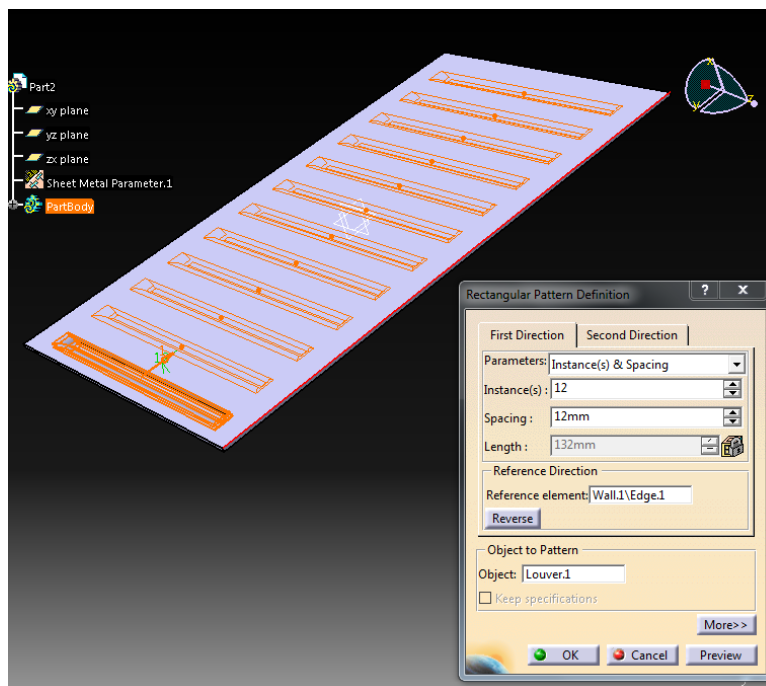 Part2
xy plane
yz plane
zx plane
Sheet Metal Parameter.1
PartBody
x
y
z
Rectangular Pattern Definition
? X
First Direction Second Direction
Parameters: Instance(s) & Spacing
Instance(s) : 12
Spacing : 12mm
Length : 132mm
Reference Direction
Reference element: Wall.1\Edge.1
Reverse
Object to Pattern
Object: Louver.1
Keep specifications
More>>
OK Cancel Preview